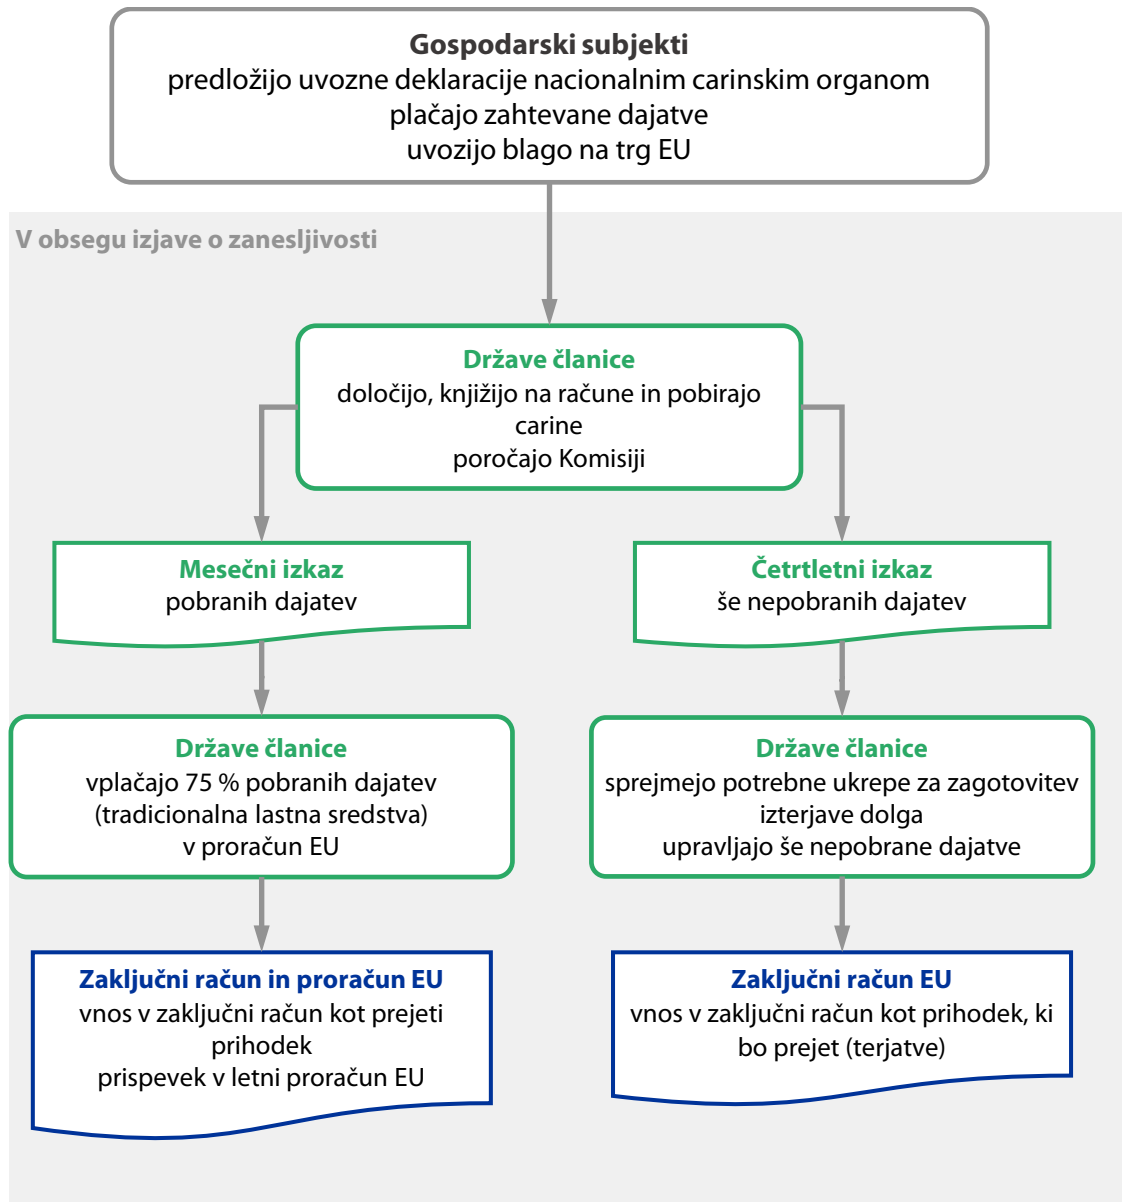 Gospodarski subjekti
predložijo uvozne deklaracije nacionalnim carinskim organom
plačajo zahtevane dajatve
uvozijo blago na trg EU
V obsegu izjave o zanesljivosti
Države članice
določijo, knjižijo na račune in pobirajo
carine
poročajo Komisiji
Mesečni izkaz
pobranih dajatev
Četrtletni izkaz
še nepobranih dajatev
Države članice
vplačajo 75 % pobranih dajatev
(tradicionalna lastna sredstva)
v proračun EU
Države članice
sprejmejo potrebne ukrepe za zagotovitev
izterjave dolga
upravljajo še nepobrane dajatve
Zaključni račun in proračun EU
vnos v zaključni račun kot prejeti
prihodek
prispevek v letni proračun EU
Zaključni račun EU
vnos v zaključni račun kot prihodek, ki
bo prejet (terjatve)